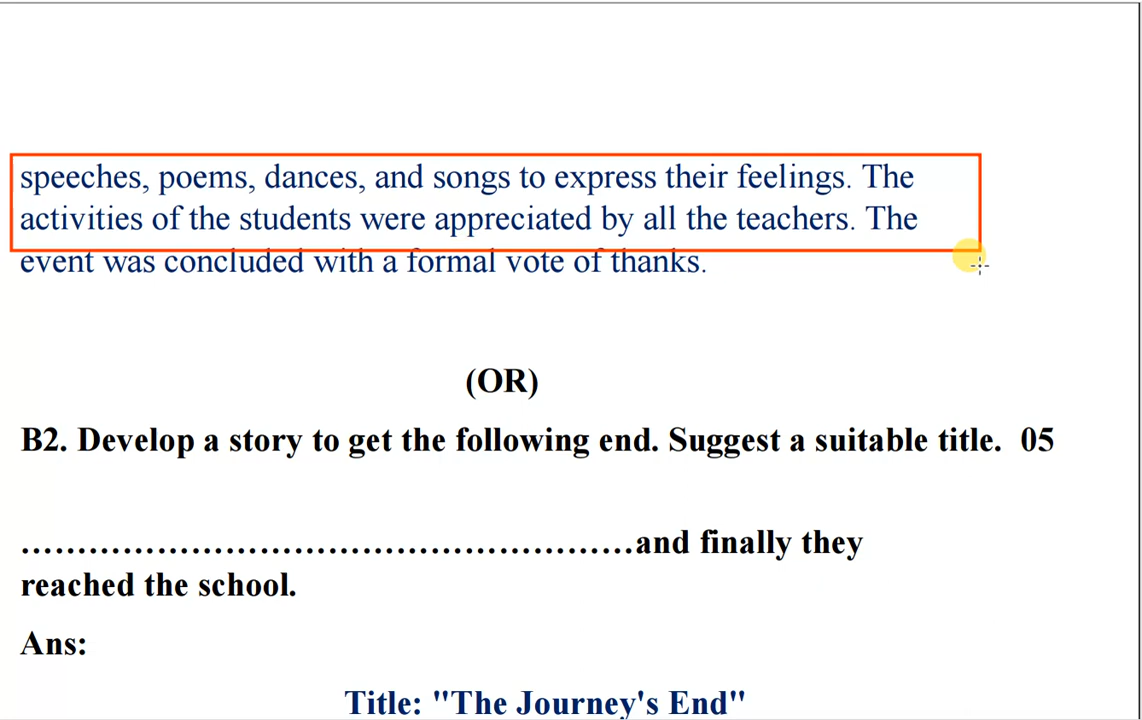 speeches, poems, dances, and songs to express their feelings. The
activities of the students were appreciated by all the teachers. The
event was concluded with a formal vote of thanks.
(OR)
B2. Develop a story to get the following end. Suggest a suitable title. 05
......................................................and finally they
reached the school.
Ans:
Title: "The Journey's End"